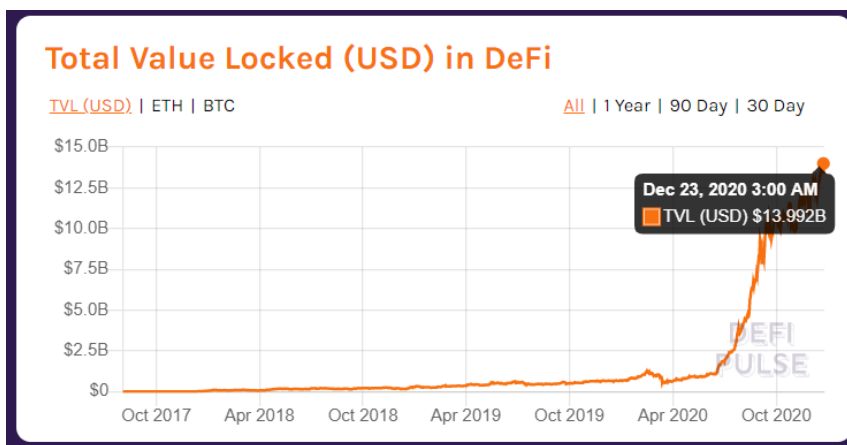 Total Value Locked (USD) in DeFi
TVL (USD) | ETH | BTC
All | 1 Year | 90 Day | 30 Day
$15.0B
$12.5B
$10.0B
$7.5B
$5.0B
$2.5B
$0
Dec 23, 2020 3:00 AM
TVL (USD) $13.992B
DEFI
PULSE
Oct 2017
Apr 2018
Oct 2018
Apr 2019
Oct 2019
Apr 2020
Oct 2020